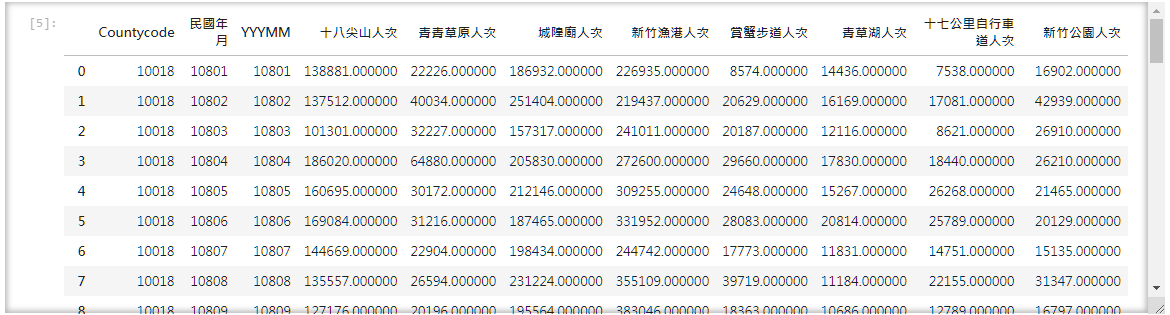 [5]:
Countycode 民國年月 YYYMM 十八尖山人次 青青草原人次 城隍廟人次 新竹漁港人次 賞蟹步道人次 青草湖人次 十七公里自行車道人次 新竹公園人次
0 10018 10801 10801 138881.000000 22226.000000 186932.000000 226935.000000 8574.000000 14436.000000 7538.000000 16902.000000
1 10018 10802 10802 137512.000000 40034.000000 251404.000000 219437.000000 20629.000000 16169.000000 17081.000000 42939.000000
2 10018 10803 10803 101301.000000 32227.000000 157317.000000 241011.000000 20187.000000 12116.000000 8621.000000 26910.000000
3 10018 10804 10804 186020.000000 64880.000000 205830.000000 272600.000000 29660.000000 17830.000000 18440.000000 26210.000000
4 10018 10805 10805 160695.000000 30172.000000 212146.000000 309255.000000 24648.000000 15267.000000 26268.000000 21465.000000
5 10018 10806 10806 169084.000000 31216.000000 187465.000000 331952.000000 28083.000000 20814.000000 25789.000000 20129.000000
6 10018 10807 10807 144669.000000 22904.000000 198434.000000 244742.000000 17773.000000 11831.000000 14751.000000 15135.000000
7 10018 10808 10808 135557.000000 26594.000000 231224.000000 355109.000000 39719.000000 11184.000000 22155.000000 31347.000000
8 10018 10809 10809 127176.000000 20196.000000 195564.000000 383046.000000 18363.000000 10686.000000 12789.000000 16797.000000